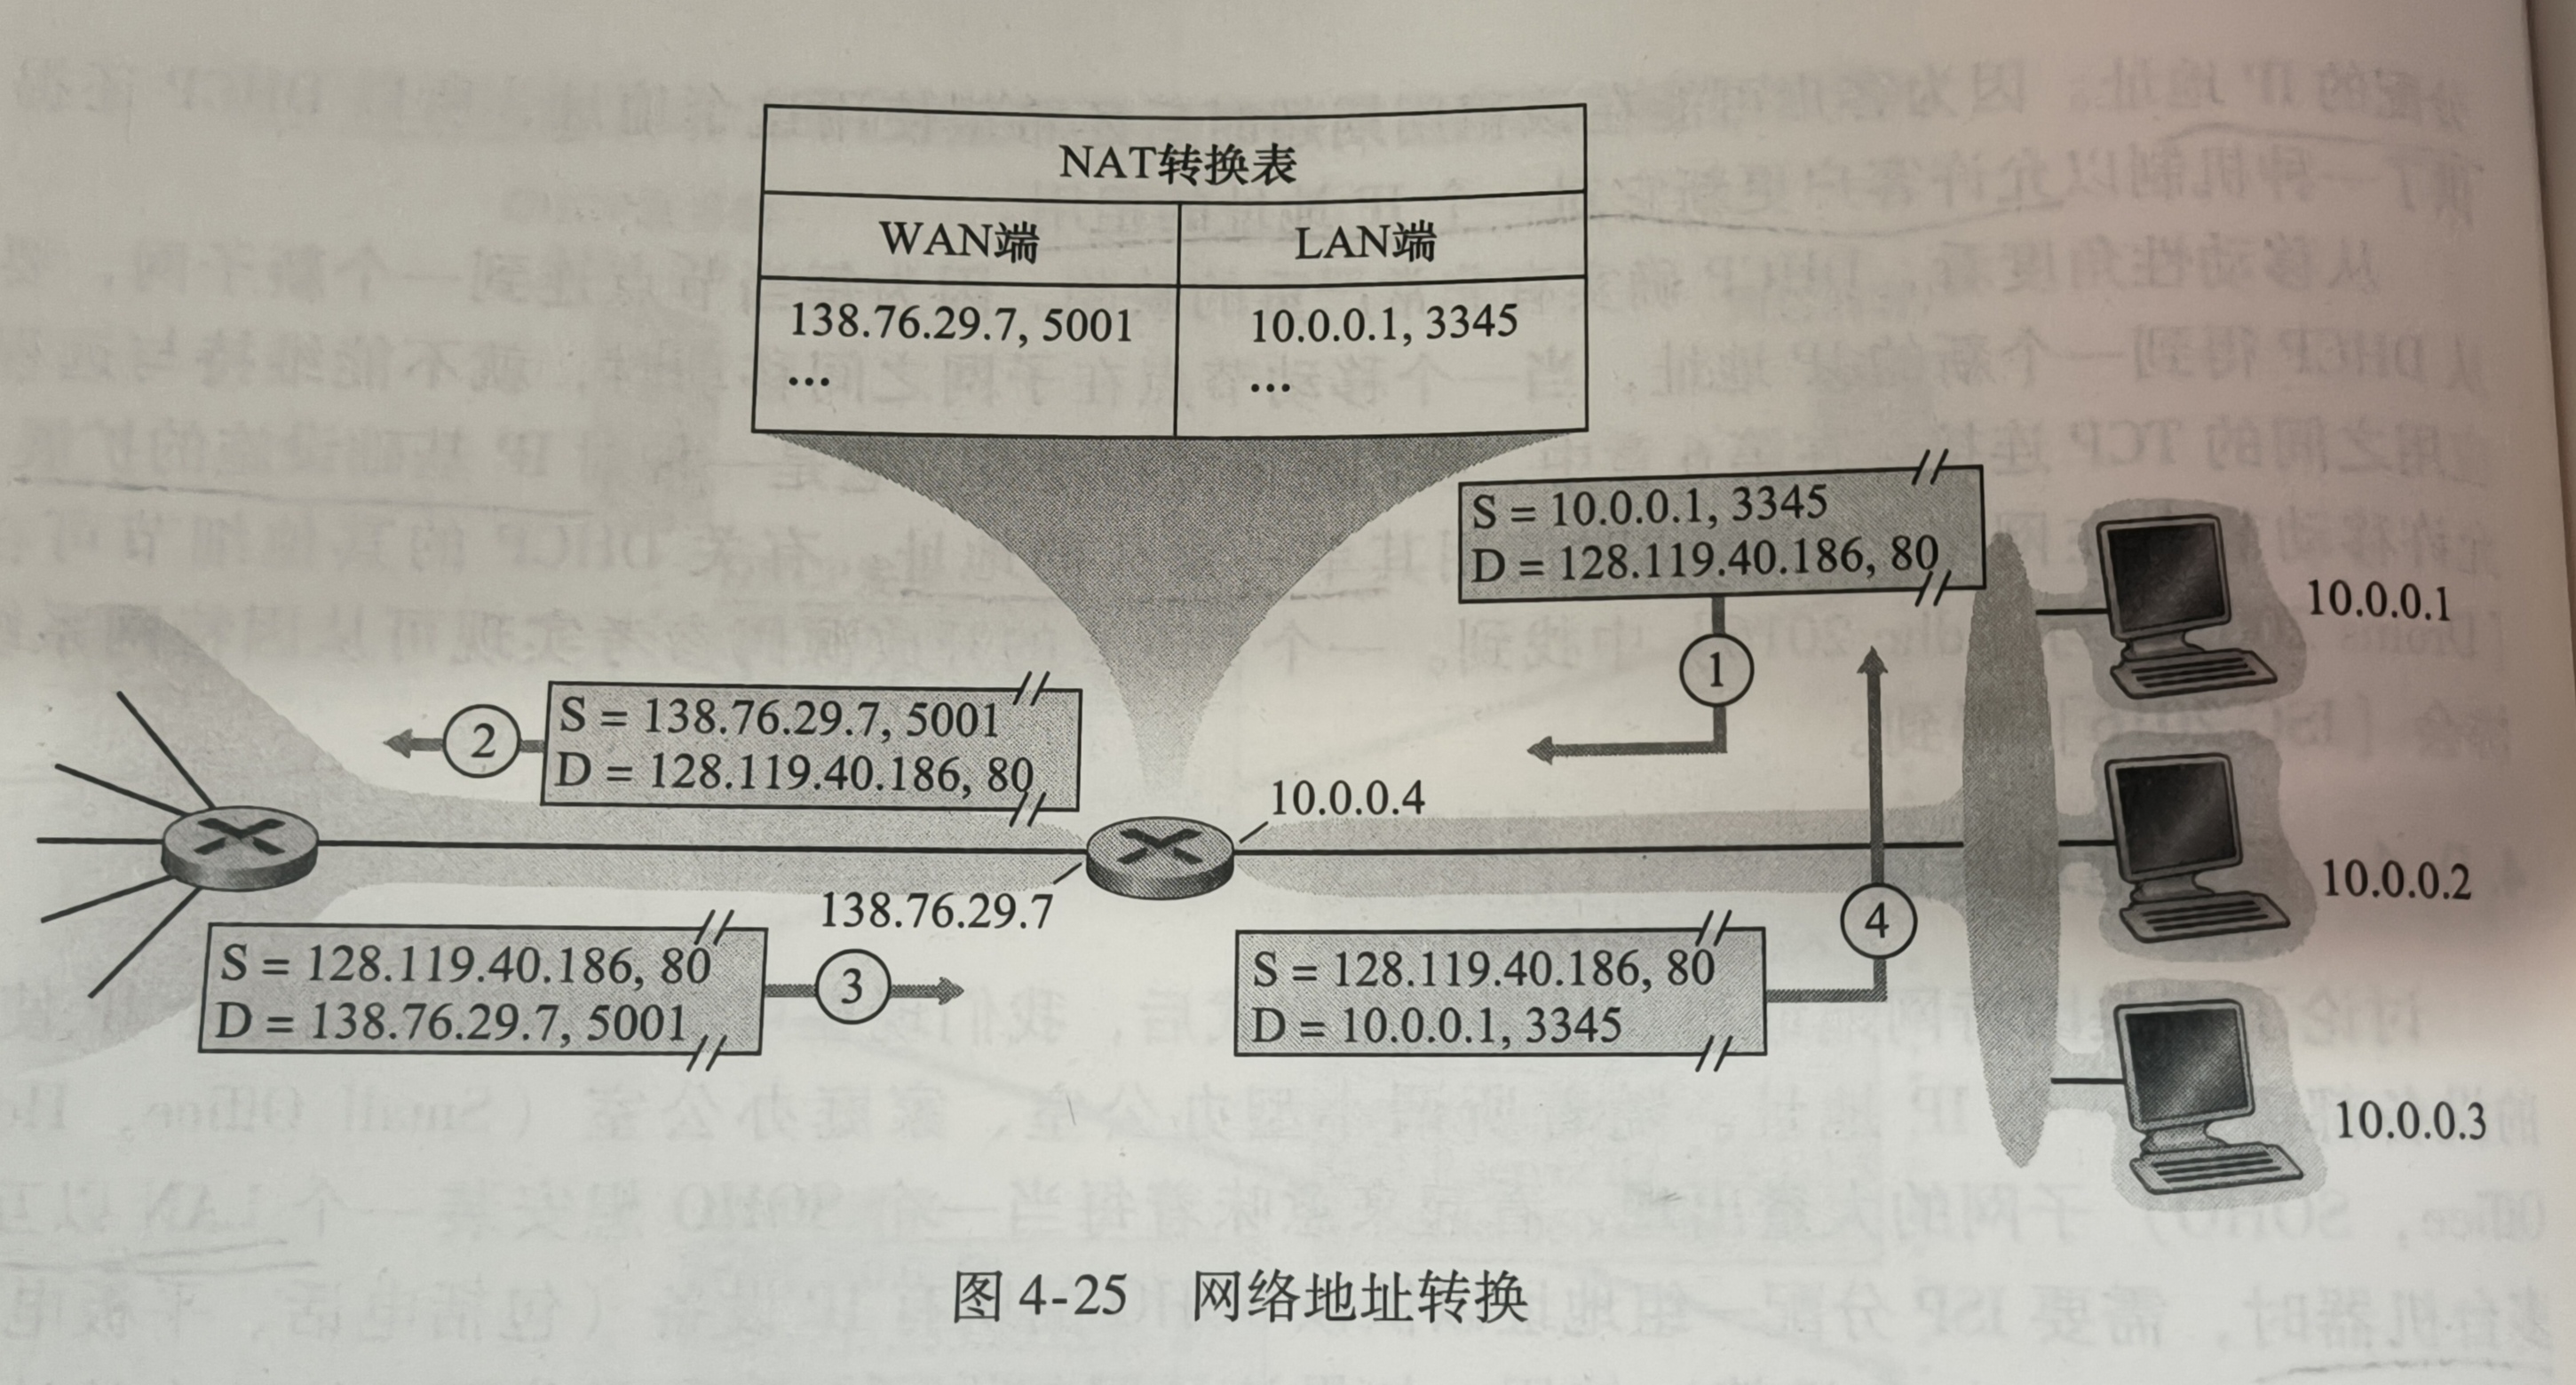 NAT转换表
WAN端 LAN端
138.76.29.7, 5001 10.0.0.1, 3345
… …
S = 10.0.0.1, 3345
D = 128.119.40.186, 80
1
10.0.0.1
2
S = 138.76.29.7, 5001
D = 128.119.40.186, 80
10.0.0.4
4
10.0.0.2
138.76.29.7
S = 128.119.40.186, 80
D = 138.76.29.7, 5001
3
S = 128.119.40.186, 80
D = 10.0.0.1, 3345
10.0.0.3
图 4-25 网络地址转换